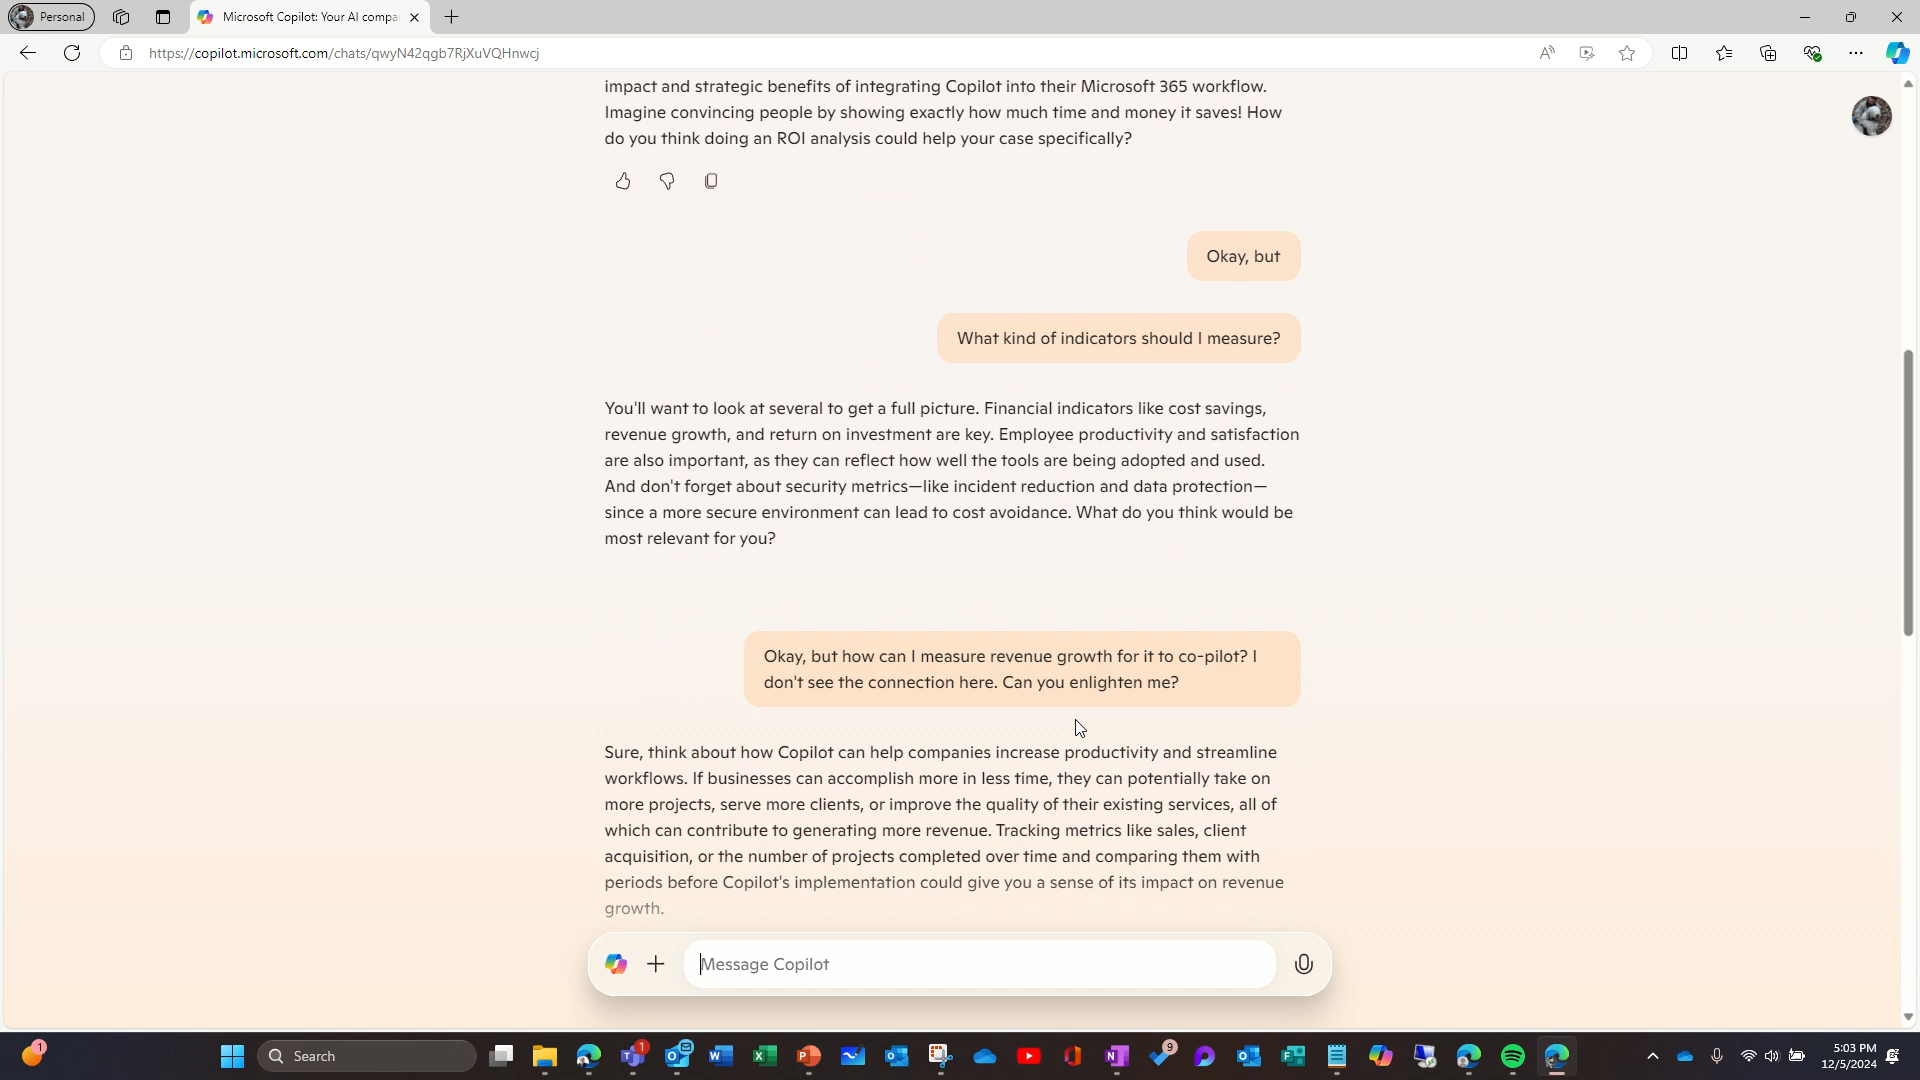 Personal
Microsoft Copilot: Your AI compa
https://copilot.microsoft.com/chats/qwyN42qgb7RjXuVQHnwcj
impact and strategic benefits of integrating Copilot into their Microsoft 365 workflow.
Imagine convincing people by showing exactly how much time and money it saves! How
do you think doing an ROI analysis could help your case specifically?
Okay, but
What kind of indicators should I measure?
You'll want to look at several to get a full picture. Financial indicators like cost savings,
revenue growth, and return on investment are key. Employee productivity and satisfaction
are also important, as they can reflect how well the tools are being adopted and used.
And don't forget about security metrics—like incident reduction and data protection—
since a more secure environment can lead to cost avoidance. What do you think would be
most relevant for you?
Okay, but how can I measure revenue growth for it to co-pilot? I
don't see the connection here. Can you enlighten me?
Sure, think about how Copilot can help companies increase productivity and streamline
workflows. If businesses can accomplish more in less time, they can potentially take on
more projects, serve more clients, or improve the quality of their existing services, all of
which can contribute to generating more revenue. Tracking metrics like sales, client
acquisition, or the number of projects completed over time and comparing them with
periods before Copilot's implementation could give you a sense of its impact on revenue
growth.
Message Copilot
1
Search
1
9
5:03 PM
12/5/2024